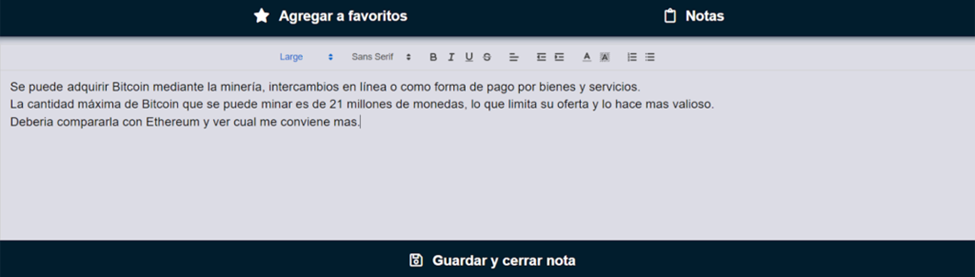 Agregar a favoritos
Notas
Large Sans Serif B I U S A A
Se puede adquirir Bitcoin mediante la minería, intercambios en línea o como forma de pago por bienes y servicios.
La cantidad máxima de Bitcoin que se puede minar es de 21 millones de monedas, lo que limita su oferta y lo hace mas valioso.
Deberia compararla con Ethereum y ver cual me conviene mas.
Guardar y cerrar nota